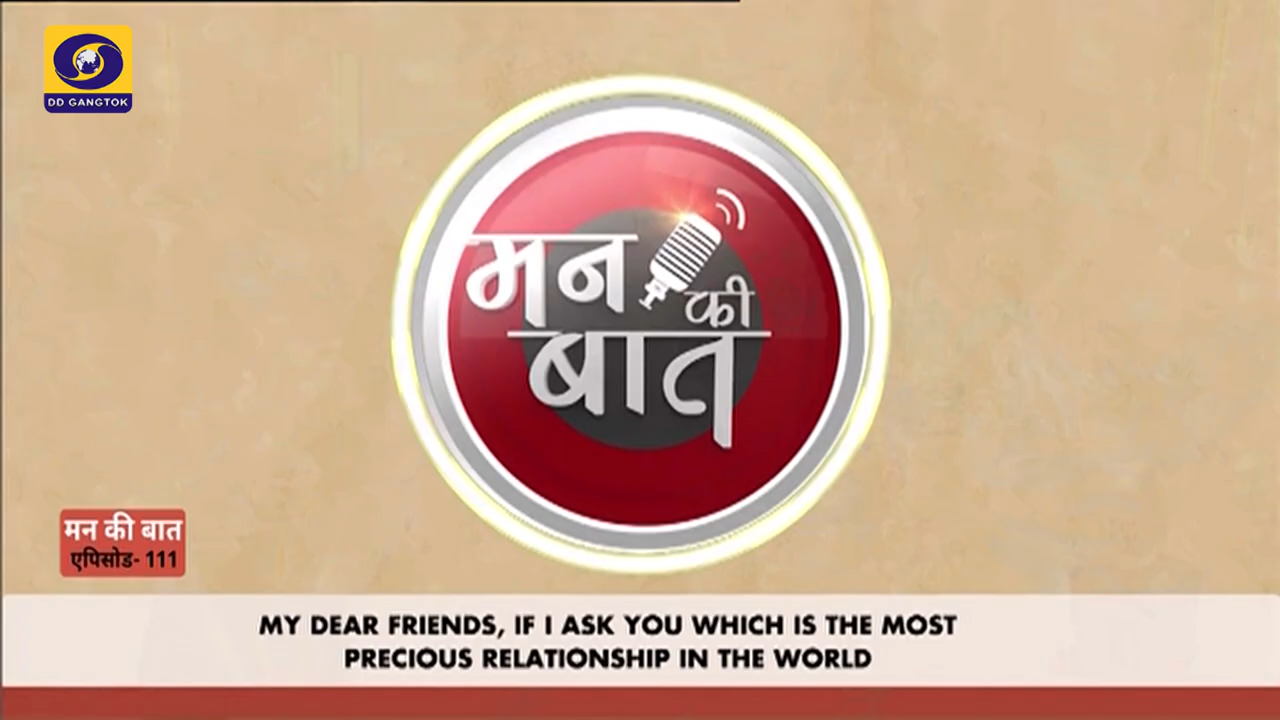 DD GANGTOK
मन की
बात
मन की बात
एपिसोड- 111
MY DEAR FRIENDS, IF I ASK YOU WHICH IS THE MOST
PRECIOUS RELATIONSHIP IN THE WORLD